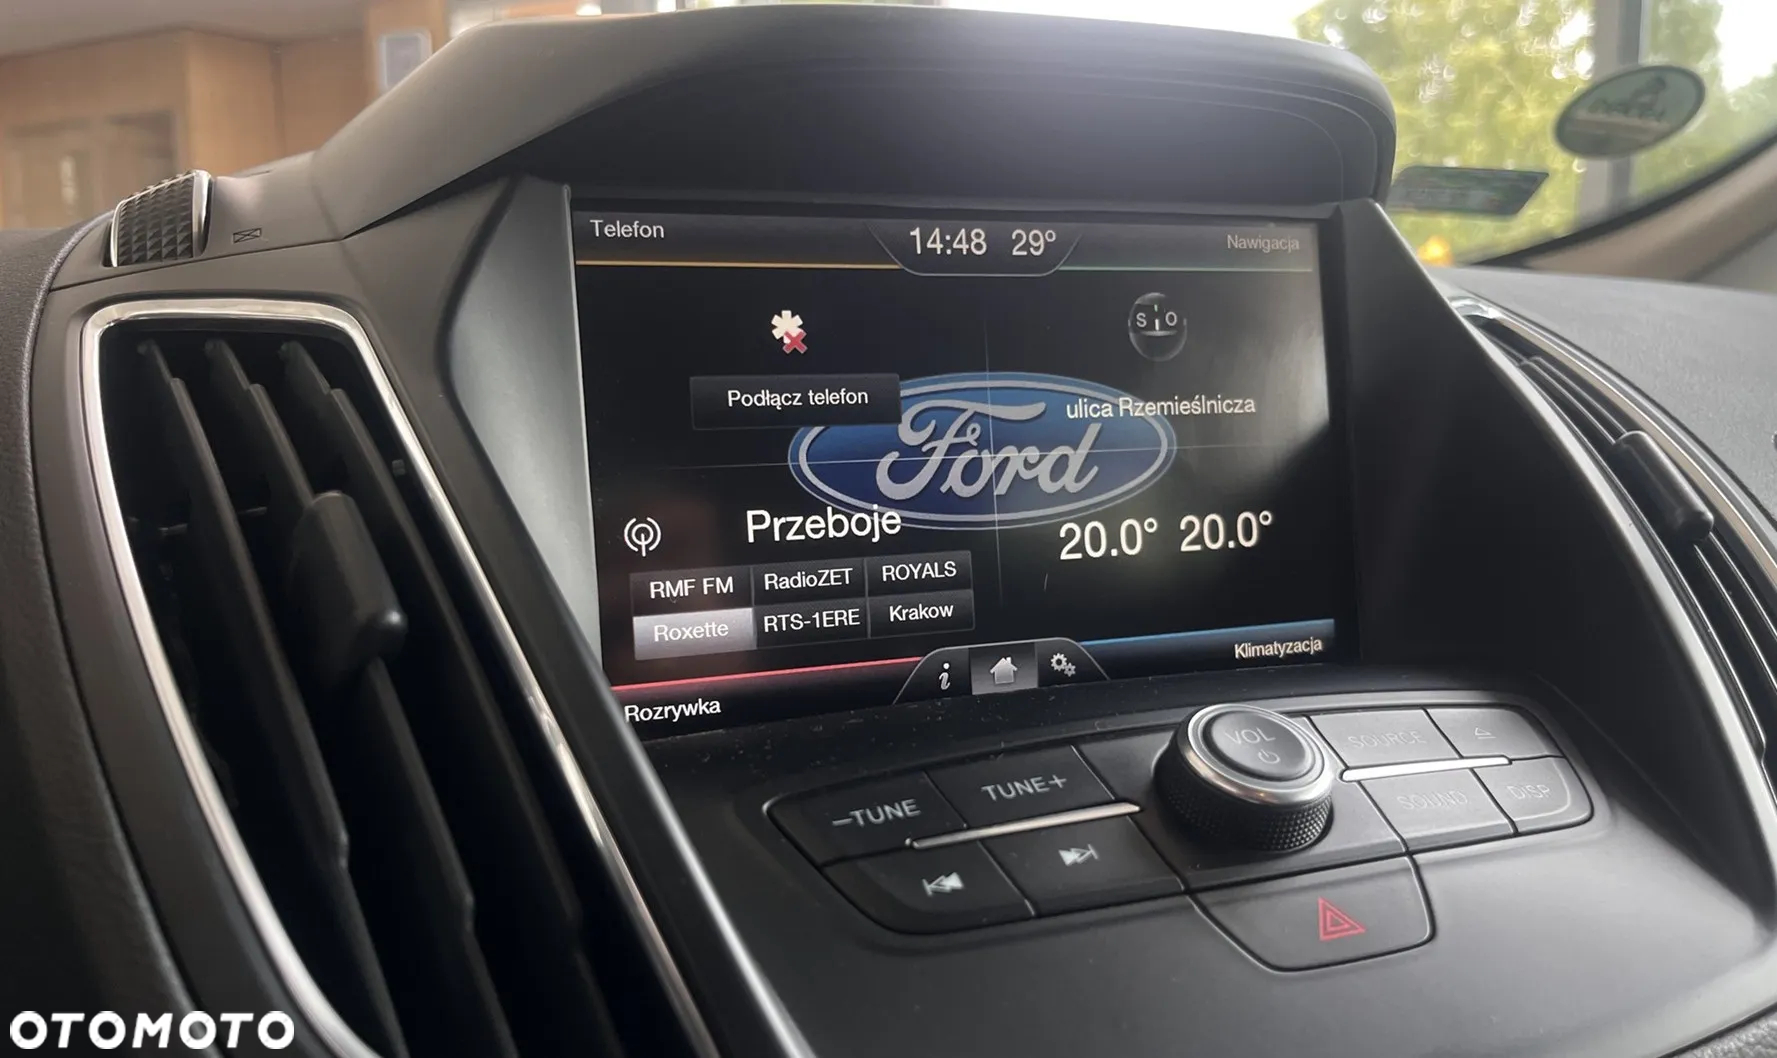 Telefon
14:48 29°
Nawigacja
S O
Podłącz telefon
ulica Rzemieślnicza
Ford
Przeboje
20.0° 20.0°
RMF FM RadioZET ROYALS
Roxette RTS-1ERE Krakow
i
Klimatyzacja
Rozrywka
VOL
SOURCE
–TUNE
TUNE+
SOUND
DISP
OTOMOTO